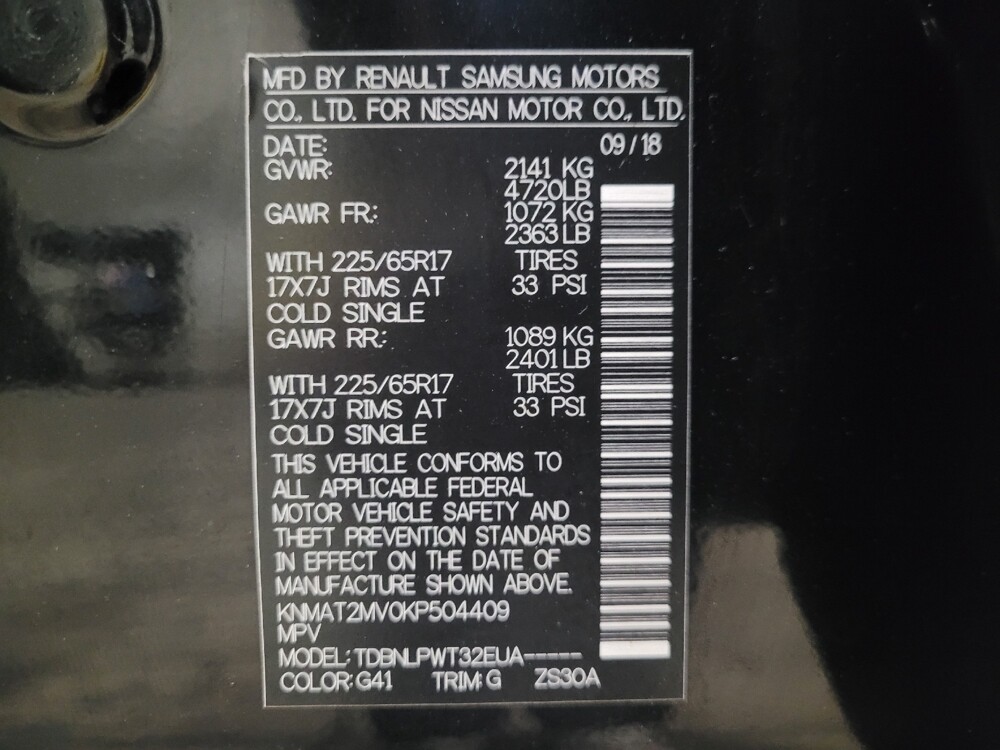 MFD BY RENAULT SAMSUNG MOTORS
CO., LTD. FOR NISSAN MOTOR CO., LTD.
DATE: 09/18
GVWR: 2141 KG
4720LB
GAWR FR.: 1072 KG
2363LB
WITH 225/65R17 TIRES
17X7J RIMS AT 33 PSI
COLD SINGLE
GAWR RR.: 1089 KG
2401LB
WITH 225/65R17 TIRES
17X7J RIMS AT 33 PSI
COLD SINGLE
THIS VEHICLE CONFORMS TO
ALL APPLICABLE FEDERAL
MOTOR VEHICLE SAFETY AND
THEFT PREVENTION STANDARDS
IN EFFECT ON THE DATE OF
MANUFACTURE SHOWN ABOVE.
KNMAT2MV0KP504409
MPV
MODEL: TDBNLPWT32EUA-----
COLOR: G41 TRIM: G ZS30A